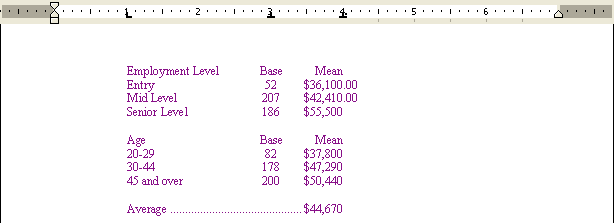 1 2 3 4 5 6
Employment Level Base Mean
Entry 52 $36,100.00
Mid Level 207 $42,410.00
Senior Level 186 $55,500
Age Base Mean
20-29 82 $37,800
30-44 178 $47,290
45 and over 200 $50,440
Average ............................................. $44,670